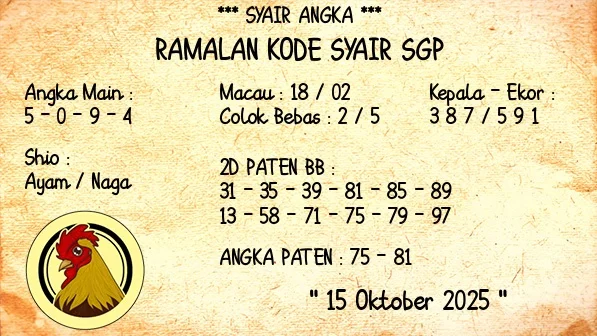 *** SYAIR ANGKA ***
RAMALAN KODE SYAIR SGP
Angka Main :
5 - 0 - 9 - 4
Macau : 18 / 02
Colok Bebas : 2 / 5
Kepala - Ekor :
3 8 7 / 5 9 1
Shio :
Ayam / Naga
2D PATEN BB :
31 - 35 - 39 - 81 - 85 - 89
13 - 58 - 71 - 75 - 79 - 97
ANGKA PATEN : 75 - 81
" 15 Oktober 2025 "